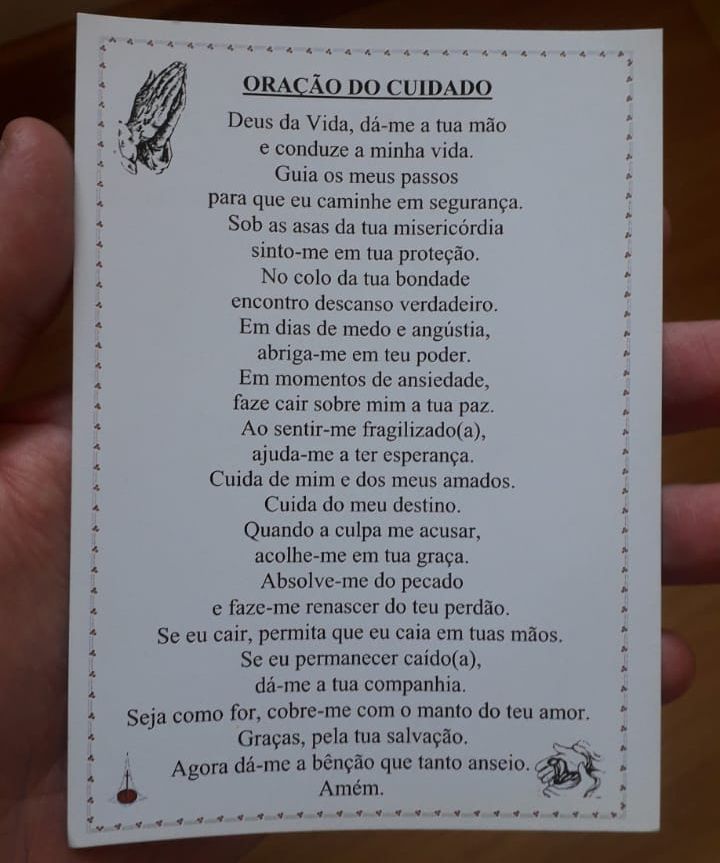 ORAÇÃO DO CUIDADO
Deus da Vida, dá-me a tua mão
e conduze a minha vida.
Guia os meus passos
para que eu caminhe em segurança.
Sob as asas da tua misericórdia
sinto-me em tua proteção.
No colo da tua bondade
encontro descanso verdadeiro.
Em dias de medo e angústia,
abriga-me em teu poder.
Em momentos de ansiedade,
faze cair sobre mim a tua paz.
Ao sentir-me fragilizado(a),
ajuda-me a ter esperança.
Cuida de mim e dos meus amados.
Cuida do meu destino.
Quando a culpa me acusar,
acolhe-me em tua graça.
Absolve-me do pecado
e faze-me renascer do teu perdão.
Se eu cair, permita que eu caia em tuas mãos.
Se eu permanecer caído(a),
dá-me a tua companhia.
Seja como for, cobre-me com o manto do teu amor.
Graças, pela tua salvação.
Agora dá-me a bênção que tanto anseio.
Amém.